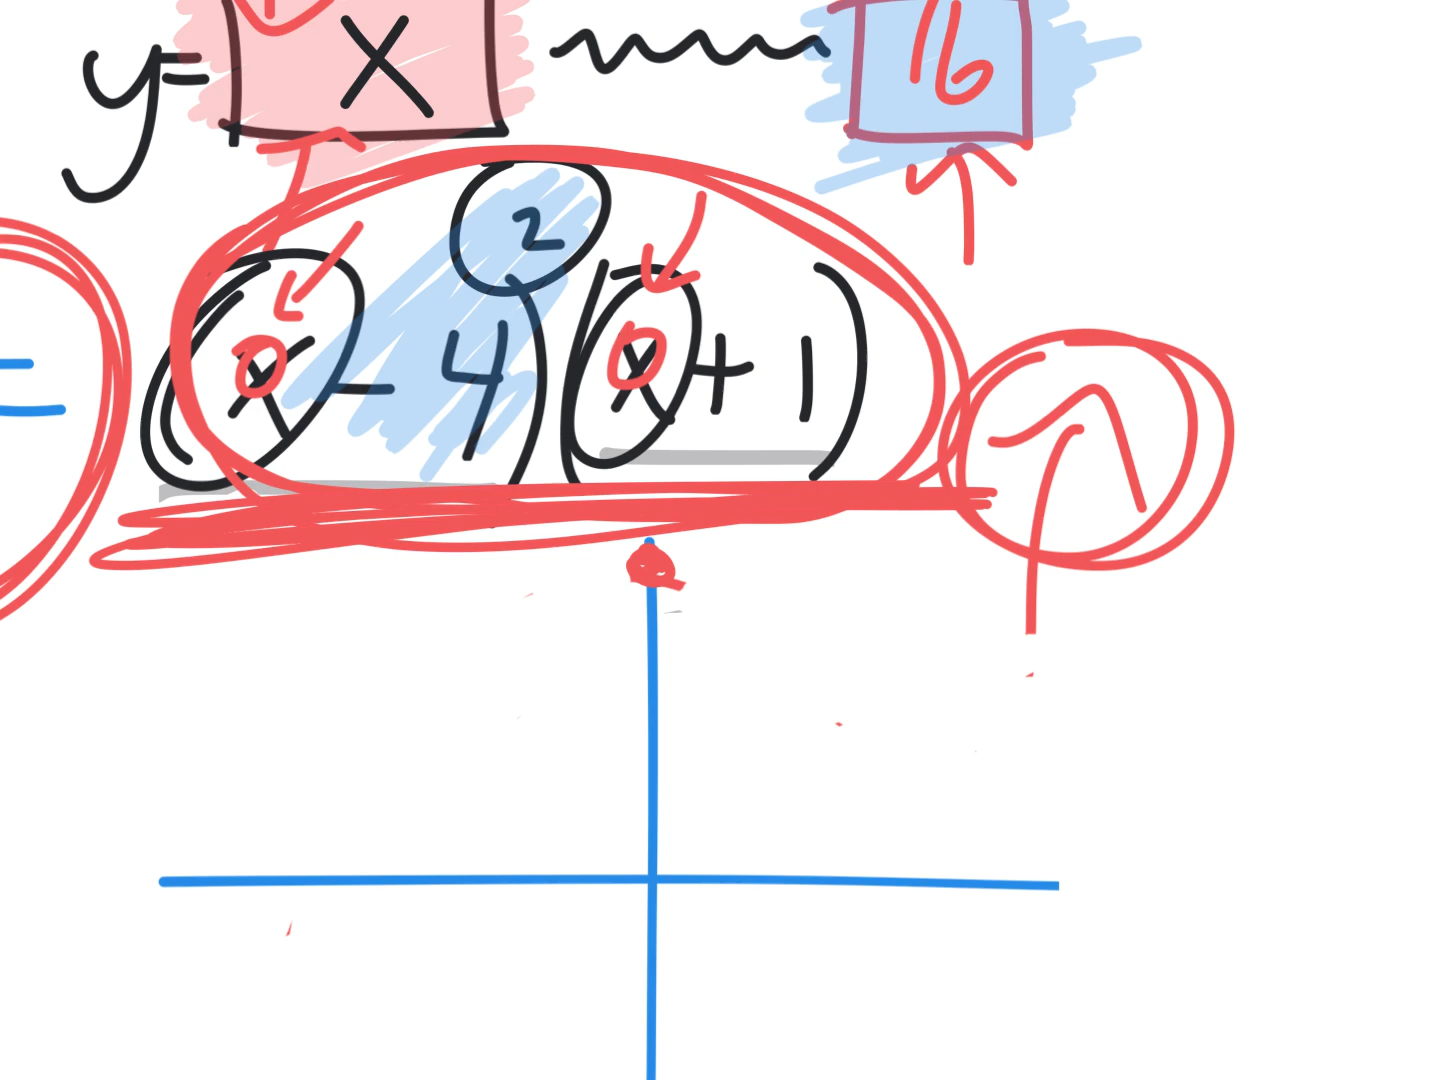 y= x 16
(x-4)²(x+1)
0 0